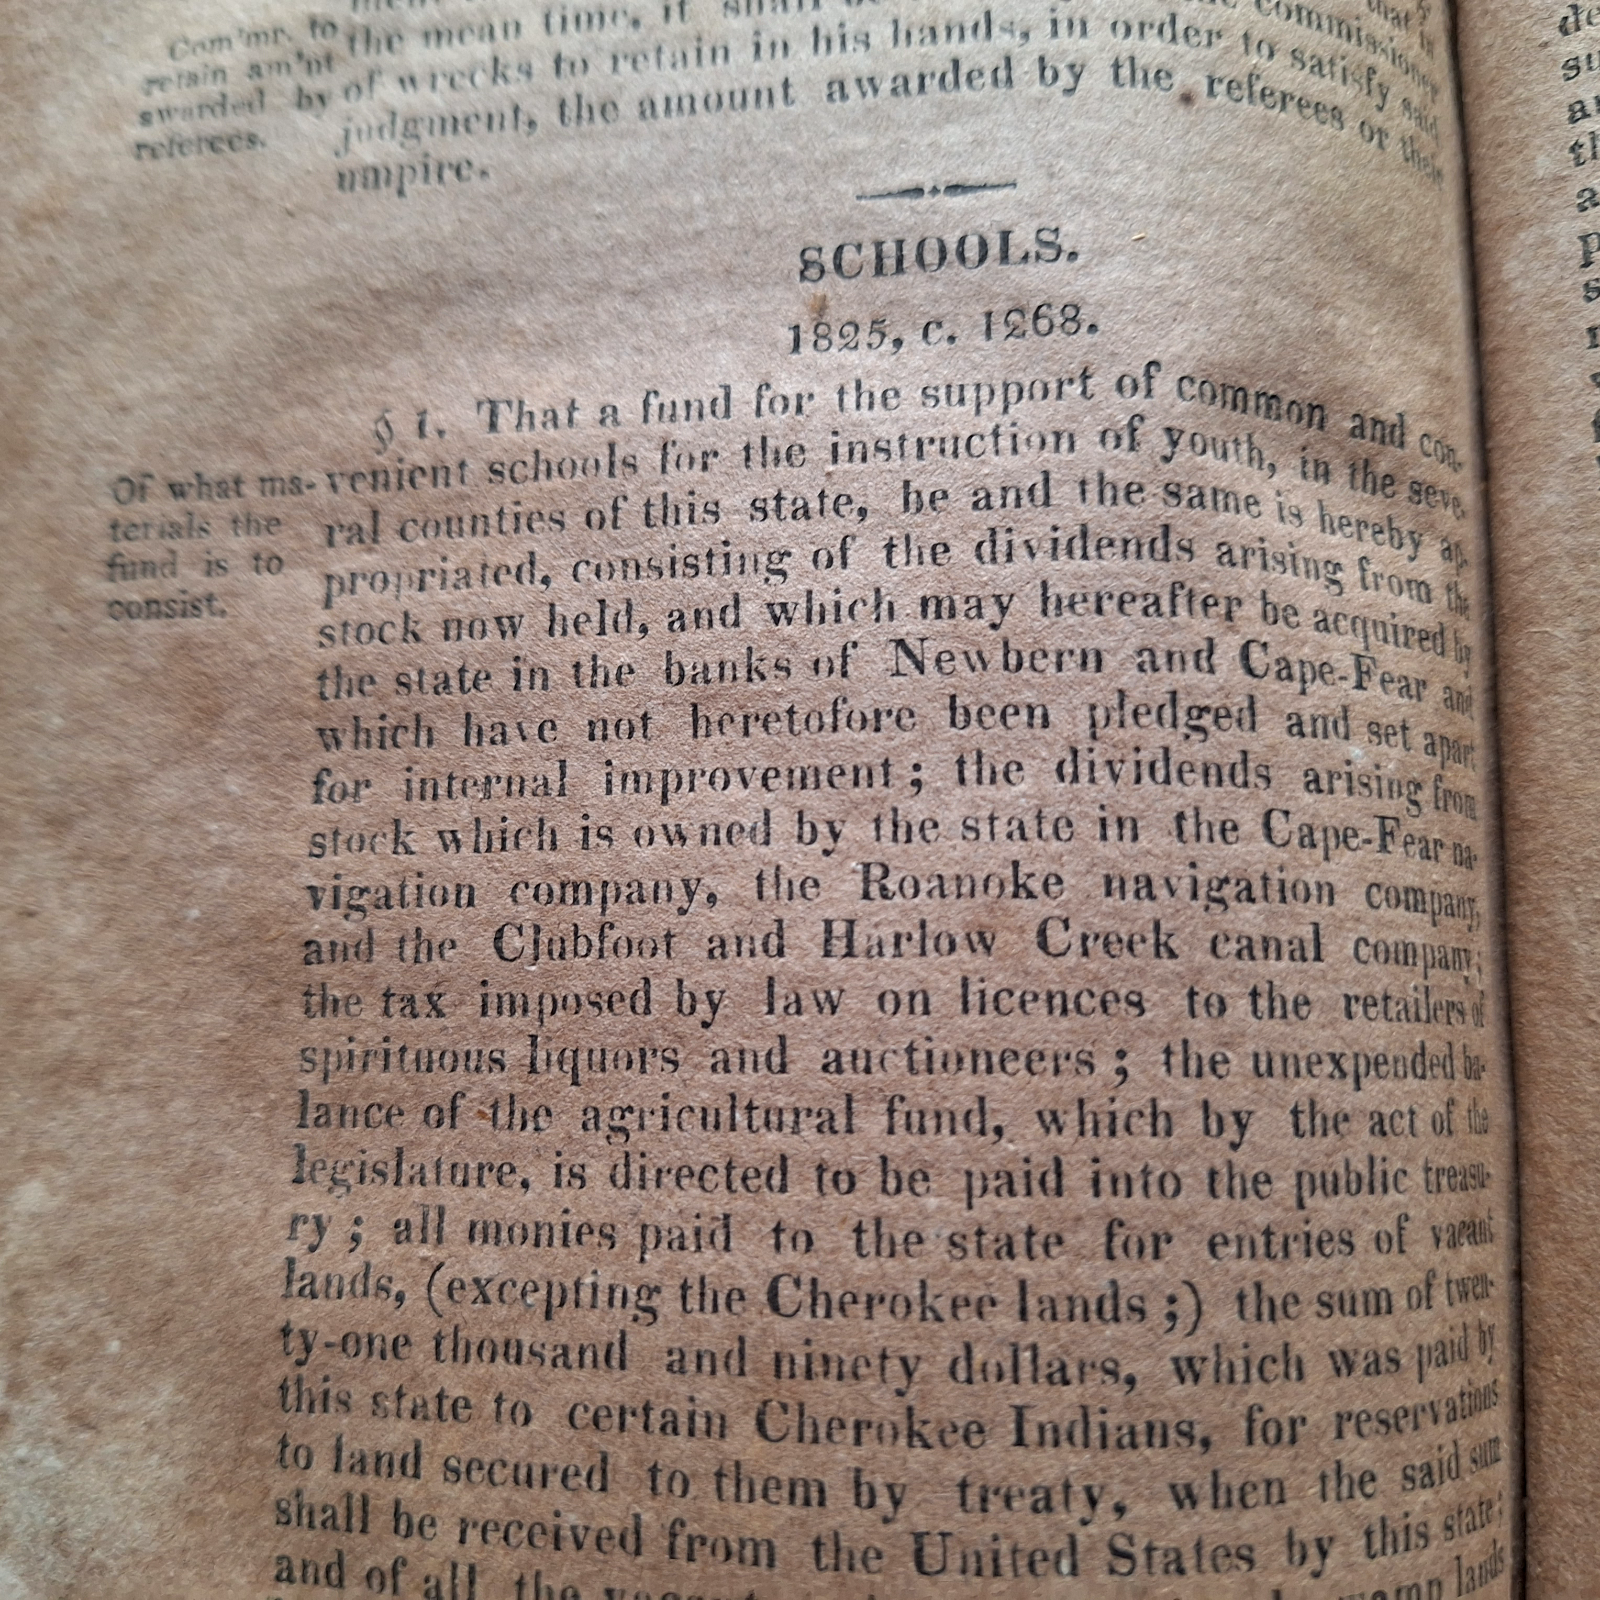 the mean time, it shall
Com'mr. to
retain am'nt
awarded by
referees.
of wrecks to retain in his hands, in order to satisfy said
judgment, the amount awarded by the referees or their
umpire.
SCHOOLS.
1825, c. 1268.
§ 1. That a fund for the support of common and con-
Of what ma-
terials the
fund is to
consist.
venient schools for the instruction of youth, in the seve-
ral counties of this state, be and the same is hereby ap-
propriated, consisting of the dividends arising from the
stock now held, and which may hereafter be acquired by
the state in the banks of Newbern and Cape-Fear and
which have not heretofore been pledged and set apart
for internal improvement; the dividends arising from
stock which is owned by the state in the Cape-Fear na-
vigation company, the Roanoke navigation company,
and the Clubfoot and Harlow Creek canal company;
the tax imposed by law on licences to the retailers of
spirituous liquors and auctioneers; the unexpended ba-
lance of the agricultural fund, which by the act of the
legislature, is directed to be paid into the public treasu-
ry; all monies paid to the state for entries of vacant
lands, (excepting the Cherokee lands;) the sum of twen-
ty-one thousand and ninety dollars, which was paid by
this state to certain Cherokee Indians, for reservations
to land secured to them by treaty, when the said sum
shall be received from the United States by this state;
and of all the vacant lands